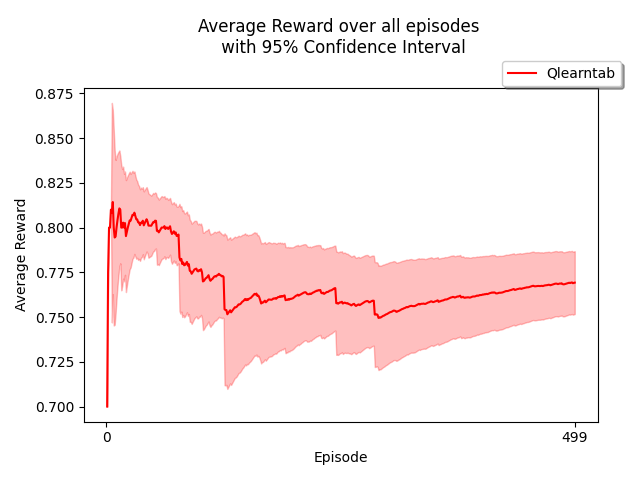 Average Reward over all episodes
with 95% Confidence Interval
Qlearntab
0.875
0.850
0.825
0.800
0.775
0.750
0.725
0.700
Average Reward
0
499
Episode